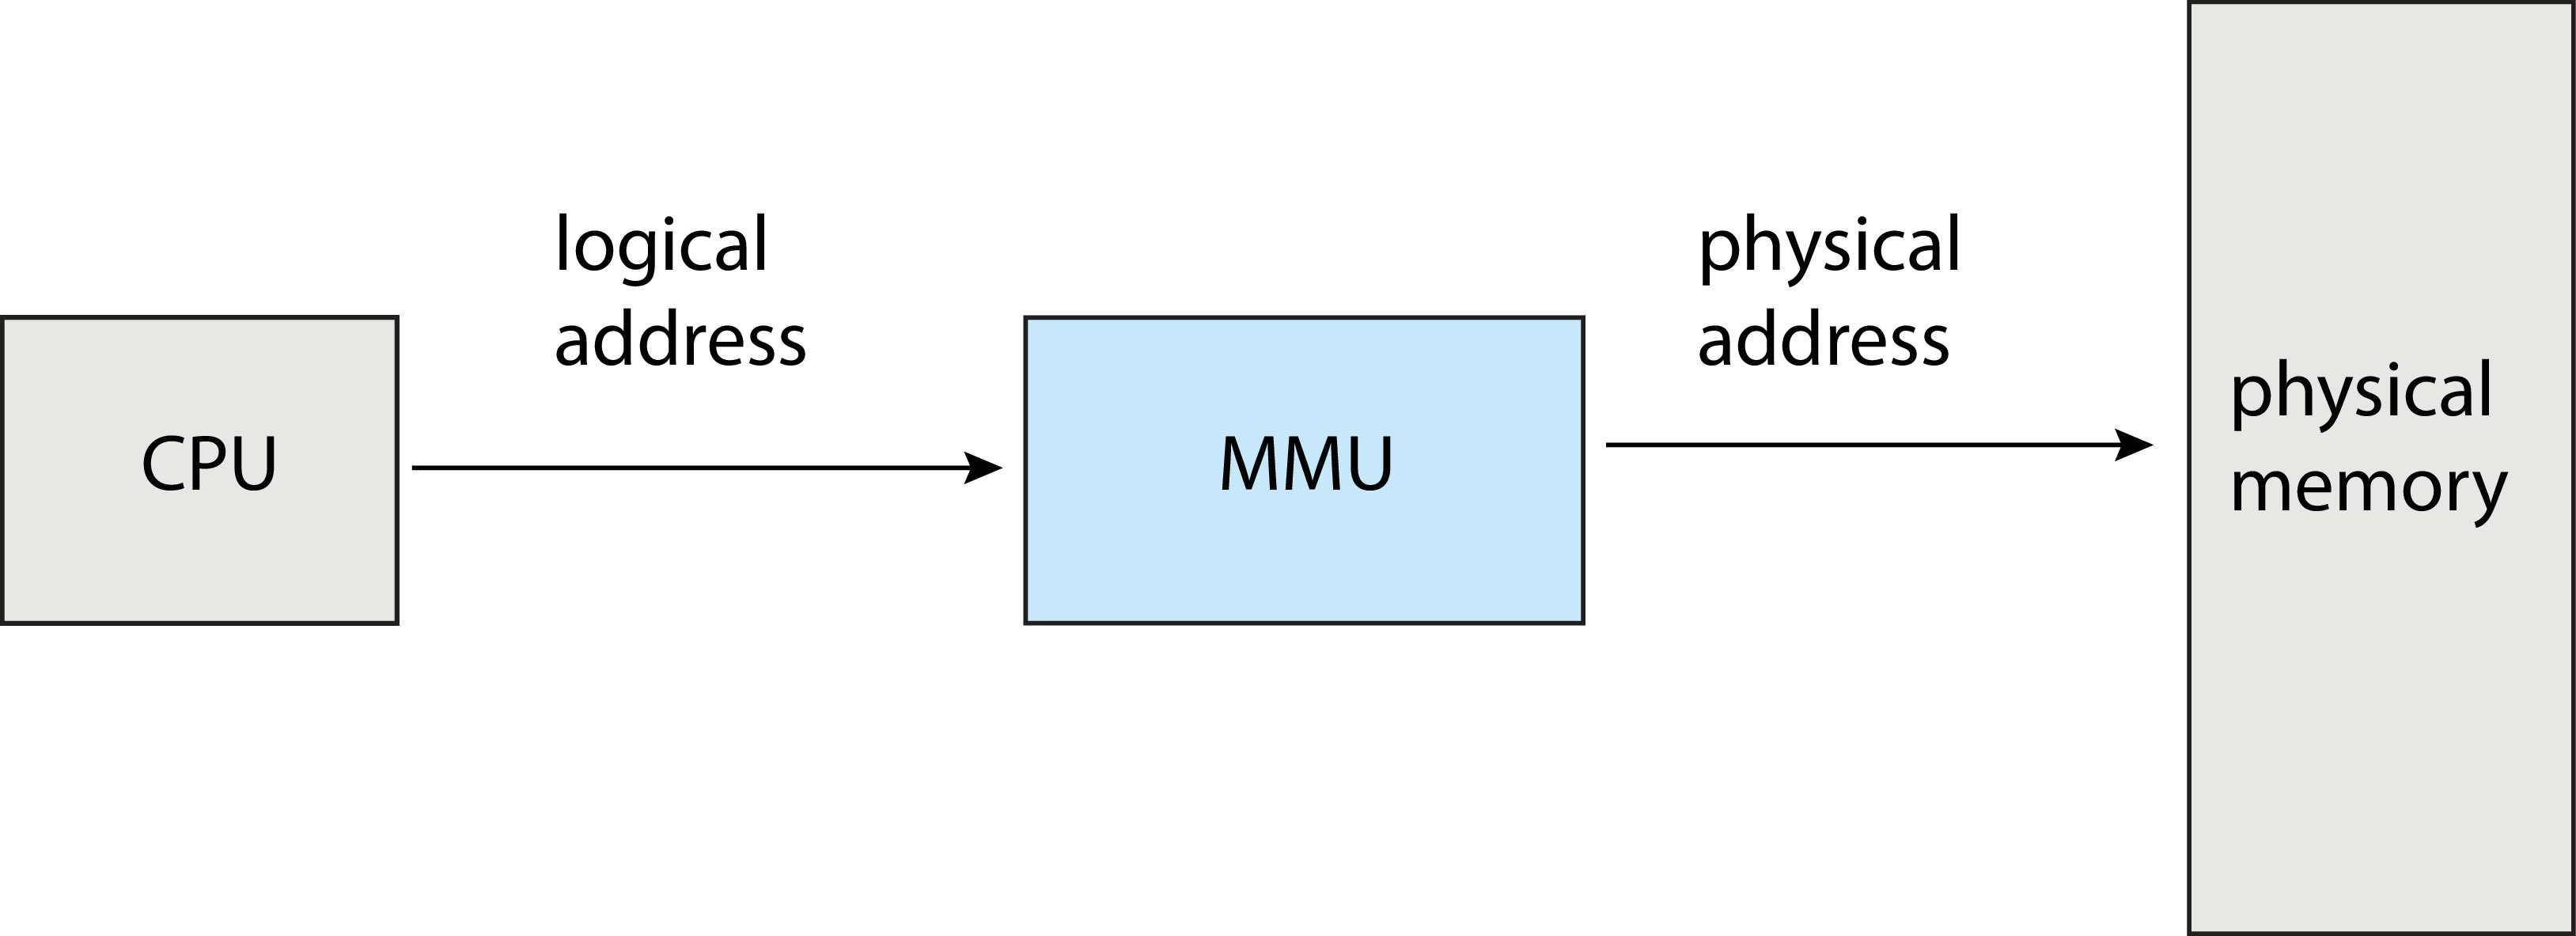 CPU
logical
address
MMU
physical
address
physical
memory